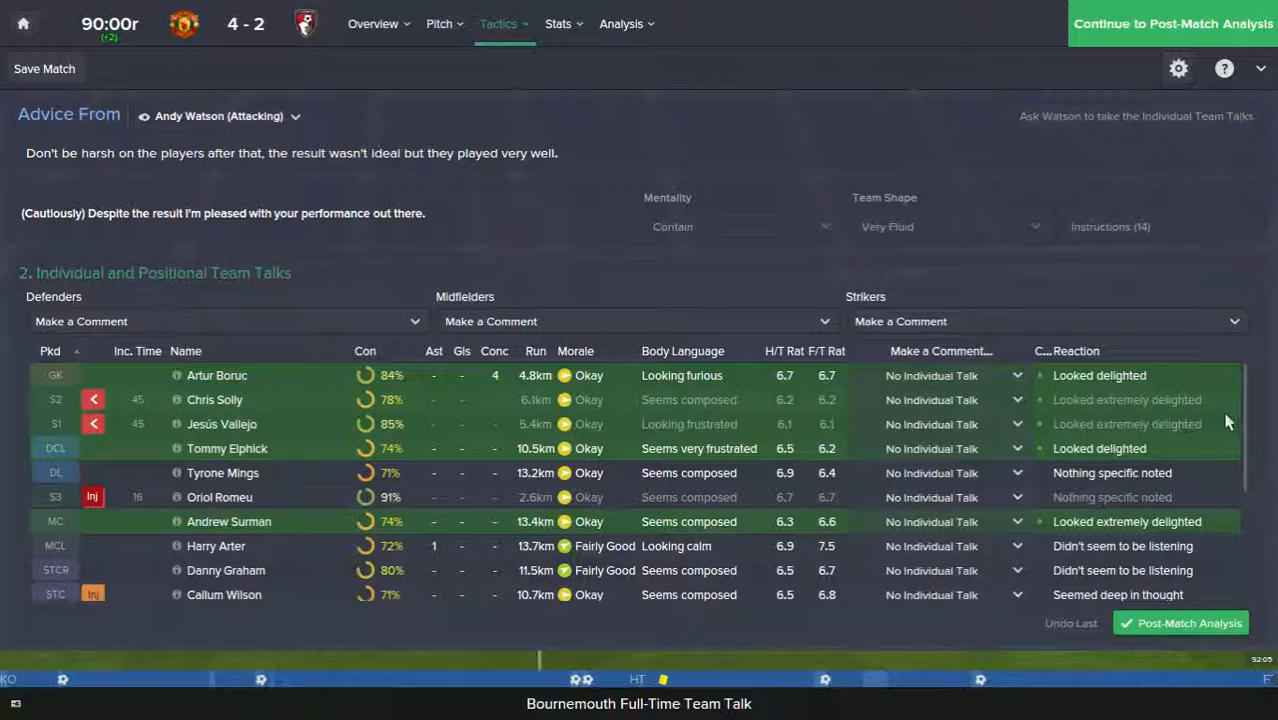 90:00r
(+2)
4 - 2
Overview
Pitch
Tactics
Stats
Analysis
Continue to Post-Match Analysis
Save Match
?
Advice From
Andy Watson (Attacking)
Ask Watson to take the Individual Team Talks.
Don't be harsh on the players after that, the result wasn't ideal but they played very well.
(Cautiously) Despite the result I'm pleased with your performance out there.
Mentality
Team Shape
Contain
Very Fluid
Instructions (14)
2. Individual and Positional Team Talks
Defenders
Midfielders
Strikers
Make a Comment
Make a Comment
Make a Comment
Pkd Inc. Time Name Con Ast Gls Conc Run Morale Body Language H/T Rat F/T Rat Make a Comment... C... Reaction
GK Artur Boruc 84% - - 4 4.8km Okay Looking furious 6.7 6.7 No Individual Talk Looked delighted
S2 45 Chris Solly 78% - - - 6.1km Okay Seems composed 6.2 6.2 No Individual Talk Looked extremely delighted
S1 45 Jesús Vallejo 85% - - - 5.4km Okay Looking frustrated 6.1 6.1 No Individual Talk Looked extremely delighted
DCL Tommy Elphick 74% - - - 10.5km Okay Seems very frustrated 6.5 6.2 No Individual Talk Looked delighted
DL Tyrone Mings 71% - - - 13.2km Okay Seems composed 6.9 6.4 No Individual Talk Nothing specific noted
S3 Inj 16 Oriol Romeu 91% - - - 2.6km Okay Seems composed 6.7 6.7 No Individual Talk Nothing specific noted
MC Andrew Surman 74% - - - 13.4km Okay Seems composed 6.3 6.6 No Individual Talk Looked extremely delighted
MCL Harry Arter 72% 1 - - 13.7km Fairly Good Looking calm 6.9 7.5 No Individual Talk Didn't seem to be listening
STCR Danny Graham 80% - - - 11.5km Fairly Good Seems composed 6.5 6.7 No Individual Talk Didn't seem to be listening
STC Inj Callum Wilson 71% - - - 10.7km Okay Seems composed 6.5 6.8 No Individual Talk Seemed deep in thought
Undo Last
Post-Match Analysis
92:05
KO
HT
F
Bournemouth Full-Time Team Talk